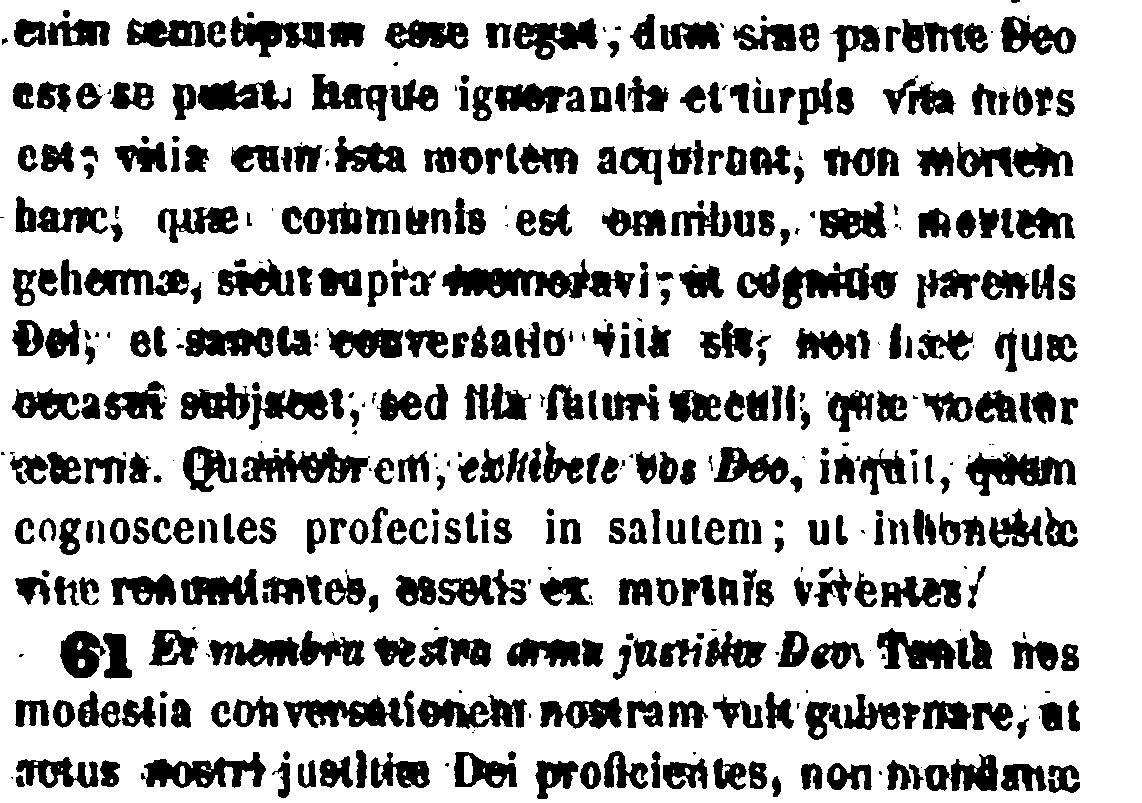 enim semetipsum esse negat, dum sine parente Deo
esse se putat. Itaque ignorantia et turpis vita mors
est; vitia cum ista mortem acquirunt, non mortem
hanc, quæ communis est omnibus, sed mortem
gehennæ, sicut supra memoravi; ut cognitio parentis
Dei, et sancta conversatio vita sit; non hæc quæ
occasui subjacet, sed illa futuri sæculi, quæ vocatur
æterna. Quamobrem, exhibete vos Deo, inquit, quem
cognoscentes profecistis in salutem; ut inhonestæ
vitæ renuntiantes, essetis ex mortuis viventes.
61 Et membra vestra arma justitiæ Deo. Tanta nos
modestia conversationem nostram vult gubernare, ut
actus nostri justitiæ Dei proficientes, non mundanæ